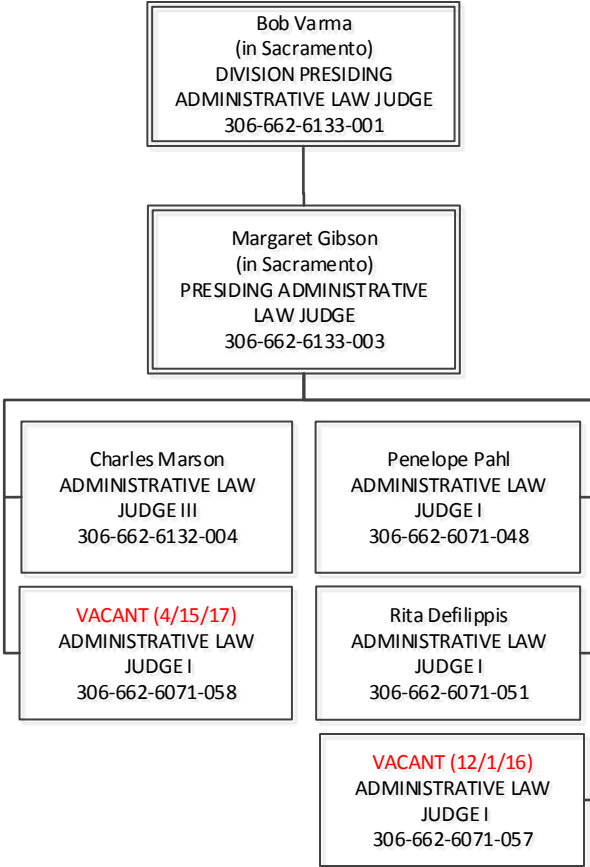 Bob Varma
(in Sacramento)
DIVISION PRESIDING
ADMINISTRATIVE LAW JUDGE
306-662-6133-001
Margaret Gibson
(in Sacramento)
PRESIDING ADMINISTRATIVE
LAW JUDGE
306-662-6133-003
Charles Marson
ADMINISTRATIVE LAW
JUDGE III
306-662-6132-004
Penelope Pahl
ADMINISTRATIVE LAW
JUDGE I
306-662-6071-048
VACANT (4/15/17)
ADMINISTRATIVE LAW
JUDGE I
306-662-6071-058
Rita Defilippis
ADMINISTRATIVE LAW
JUDGE I
306-662-6071-051
VACANT (12/1/16)
ADMINISTRATIVE LAW
JUDGE I
306-662-6071-057